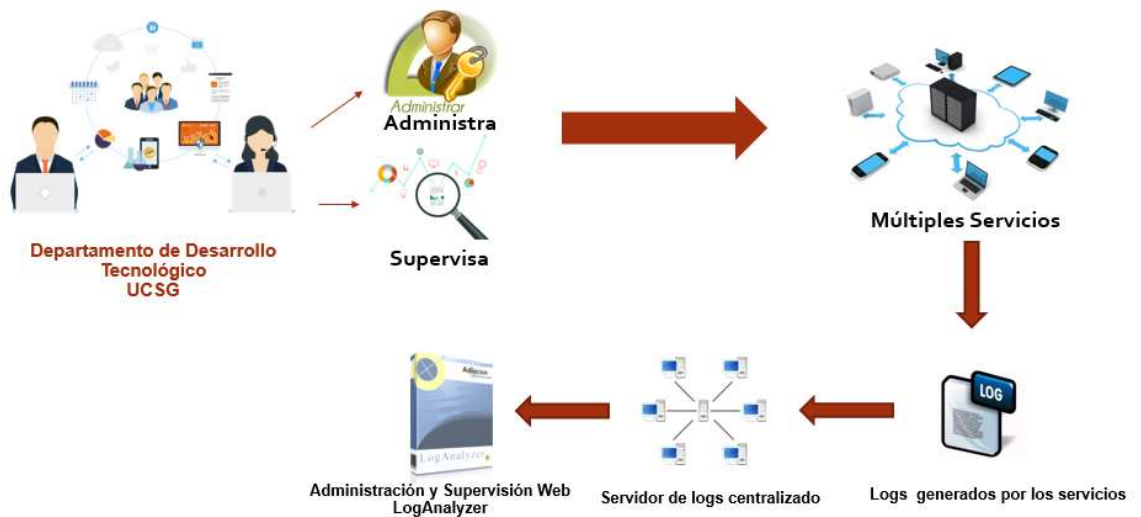 Administrar
Administra
Supervisa
Departamento de Desarrollo
Tecnológico
UCSG
Múltiples Servicios
LOG
Logs generados por los servicios
Servidor de logs centralizado
Adiscon
LogAnalyzer
Administración y Supervisión Web
LogAnalyzer